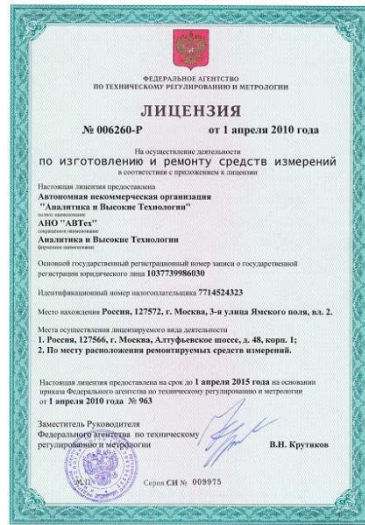 ФЕДЕРАЛЬНОЕ АГЕНТСТВО
ПО ТЕХНИЧЕСКОМУ РЕГУЛИРОВАНИЮ И МЕТРОЛОГИИ
ЛИЦЕНЗИЯ
№ 006260-Р от 1 апреля 2010 года
На осуществление деятельности
по изготовлению и ремонту средств измерений
в соответствии с приложением к лицензии
Настоящая лицензия предоставлена
Автономная некоммерческая организация
"Аналитика и Высокие Технологии"
полное наименование
АНО "АВТех"
сокращенное наименование
Аналитика и Высокие Технологии
фирменное наименование
Основной государственный регистрационный номер записи о государственной
регистрации юридического лица 1037739986030
Идентификационный номер налогоплательщика 7714524323
Место нахождения Россия, 127572, г. Москва, 3-я улица Ямского поля, вл. 2.
Места осуществления лицензируемого вида деятельности
1. Россия, 127566, г. Москва, Алтуфьевское шоссе, д. 48, корп. 1;
2. По месту расположения ремонтируемых средств измерений.
Настоящая лицензия предоставлена на срок до 1 апреля 2015 года на основании
приказа Федерального агентства по техническому регулированию и метрологии
от 1 апреля 2010 года № 963
Заместитель Руководителя
Федерального агентства по техническому
регулированию и метрологии В.Н. Крутиков
М.П. Серия СИ № 009975